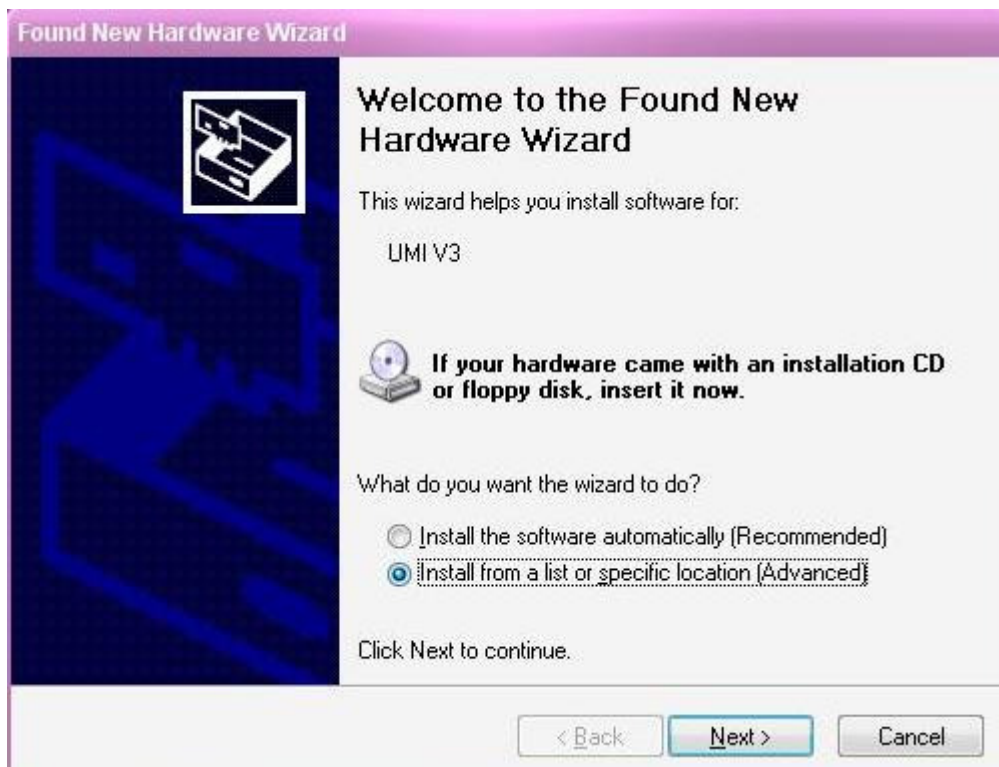 Found New Hardware Wizard
Welcome to the Found New
Hardware Wizard
This wizard helps you install software for:
UMI V3
If your hardware came with an installation CD
or floppy disk, insert it now.
What do you want the wizard to do?
Install the software automatically (Recommended)
Install from a list or specific location (Advanced)
Click Next to continue.
< Back
Next >
Cancel